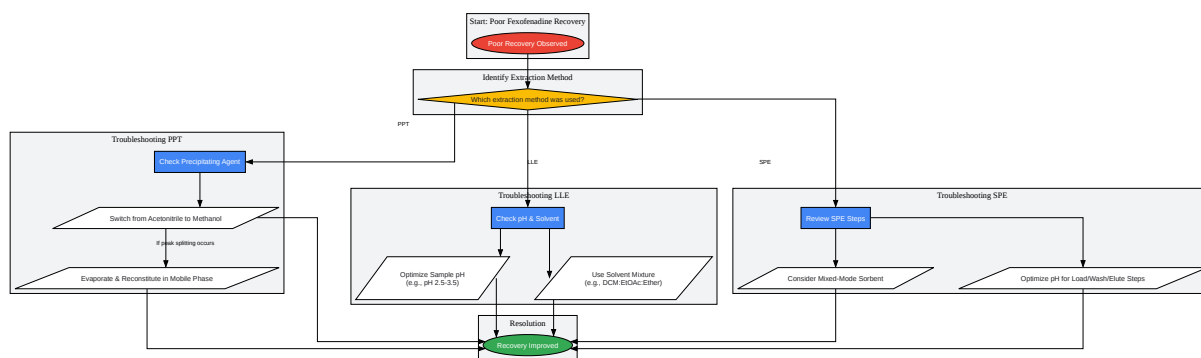 Start: Poor Fexofenadine Recovery
Poor Recovery Observed
Identify Extraction Method
Which extraction method was used?
PPT
LLE
SPE
Troubleshooting PPT
Check Precipitating Agent
Switch from Acetonitrile to Methanol
If peak splitting occurs
Evaporate & Reconstitute in Mobile Phase
Troubleshooting LLE
Check pH & Solvent
Optimize Sample pH
(e.g., pH 2.5-3.5)
Use Solvent Mixture
(e.g., DCM:EtOAc:Ether)
Troubleshooting SPE
Review SPE Steps
Consider Mixed-Mode Sorbent
Optimize pH for Load/Wash/Elute Steps
Resolution
Recovery Improved